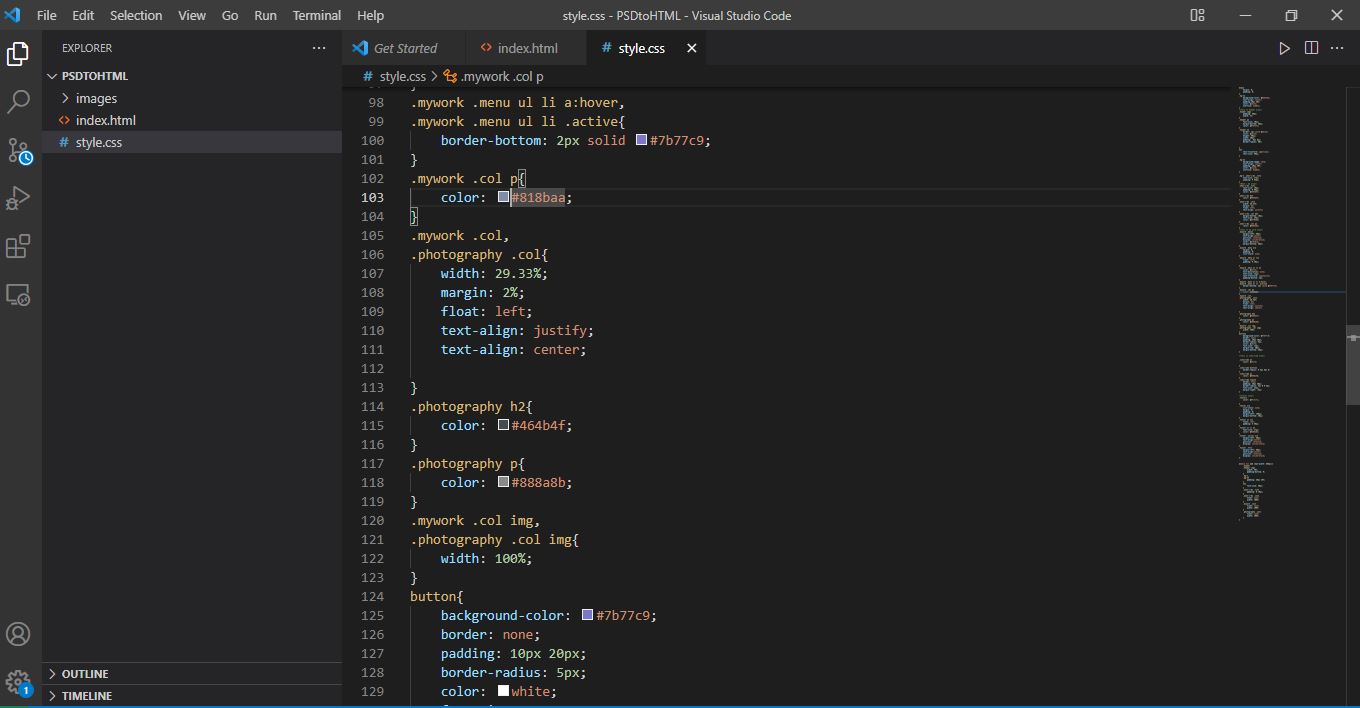 File Edit Selection View Go Run Terminal Help
style.css - PSDtoHTML - Visual Studio Code
EXPLORER
PSDTOHTML
images
index.html
style.css
OUTLINE
TIMELINE
1
Get Started
index.html
# style.css
# style.css > .mywork .col p
98 .mywork .menu ul li a:hover,
99 .mywork .menu ul li .active{
100 border-bottom: 2px solid #7b77c9;
101 }
102 .mywork .col p{
103 color: #818baa;
104 }
105 .mywork .col,
106 .photography .col{
107 width: 29.33%;
108 margin: 2%;
109 float: left;
110 text-align: justify;
111 text-align: center;
112
113 }
114 .photography h2{
115 color: #464b4f;
116 }
117 .photography p{
118 color: #888a8b;
119 }
120 .mywork .col img,
121 .photography .col img{
122 width: 100%;
123 }
124 button{
125 background-color: #7b77c9;
126 border: none;
127 padding: 10px 20px;
128 border-radius: 5px;
129 color: white;